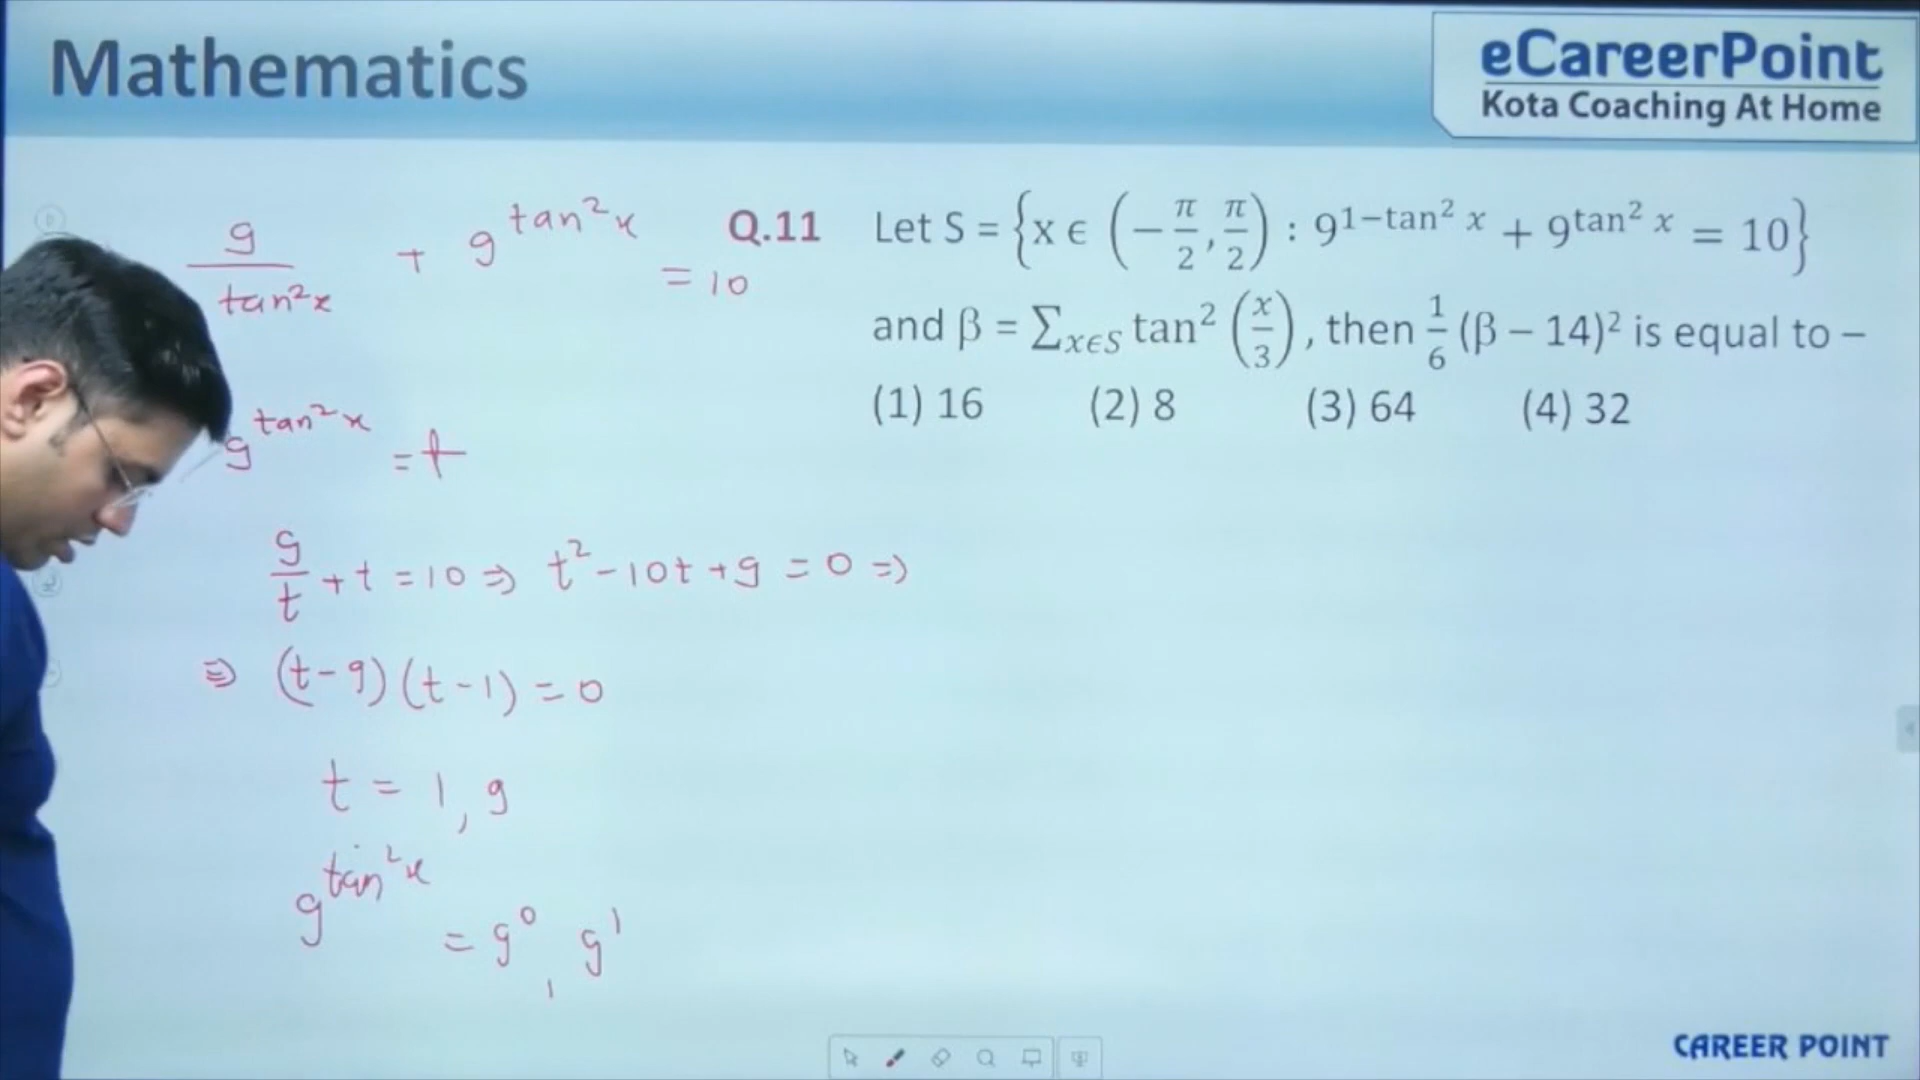 Mathematics
eCareerPoint
Kota Coaching At Home
Q.11 Let S = {x ∈ (−π/2, π/2) : 9^(1−tan² x) + 9^(tan² x) = 10}
and β = ∑_(x∈S) tan² (x/3), then 1/6 (β − 14)² is equal to –
(1) 16 (2) 8 (3) 64 (4) 32
9/tan²x + 9^(tan²x) = 10
9^(tan²x) = t
9/t + t = 10 ⇒ t² - 10t + 9 = 0 ⇒
⇒ (t - 9)(t - 1) = 0
t = 1, 9
9^(tan²x) = 9⁰, 9¹
CAREER POINT